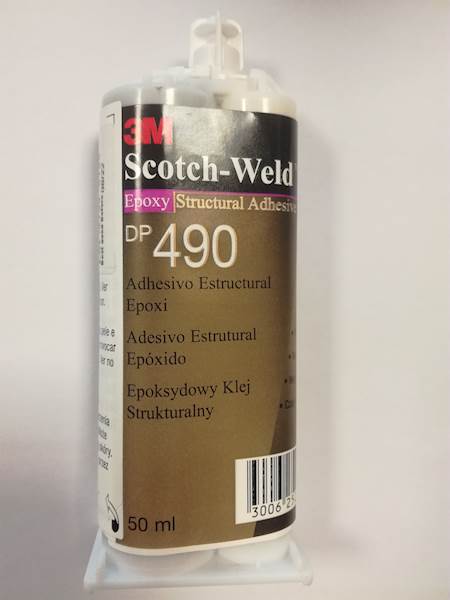 3M
Scotch-Weld
Epoxy Structural Adhesive
DP 490
Adhesivo Estructural
Epoxi
Adesivo Estrutural
Epóxido
Epoksydowy Klej
Strukturalny
50 ml
3006